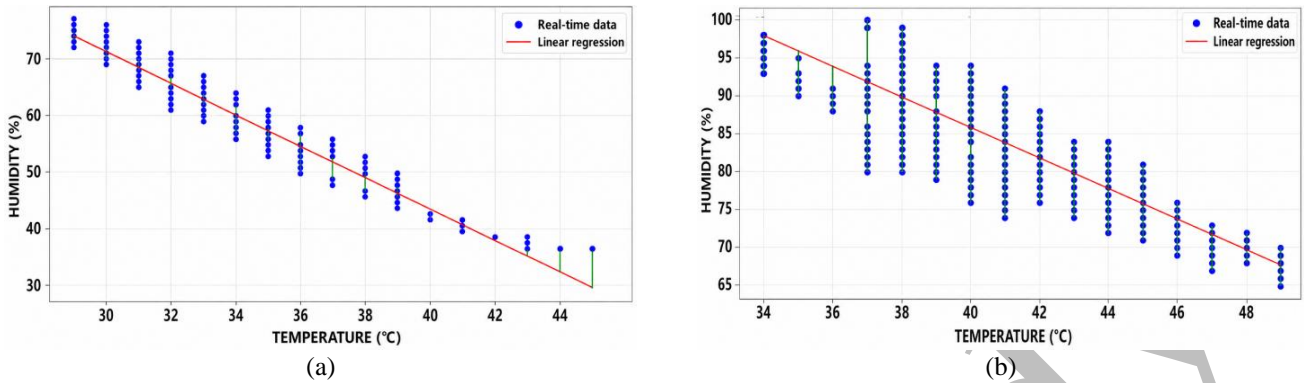 Real-time data
Linear regression
HUMIDITY (%)
70
60
50
40
30
30 32 34 36 38 40 42 44
TEMPERATURE (°C)
(a)
Real-time data
Linear regression
HUMIDITY (%)
100
95
90
85
80
75
70
65
34 36 38 40 42 44 46 48
TEMPERATURE (°C)
(b)